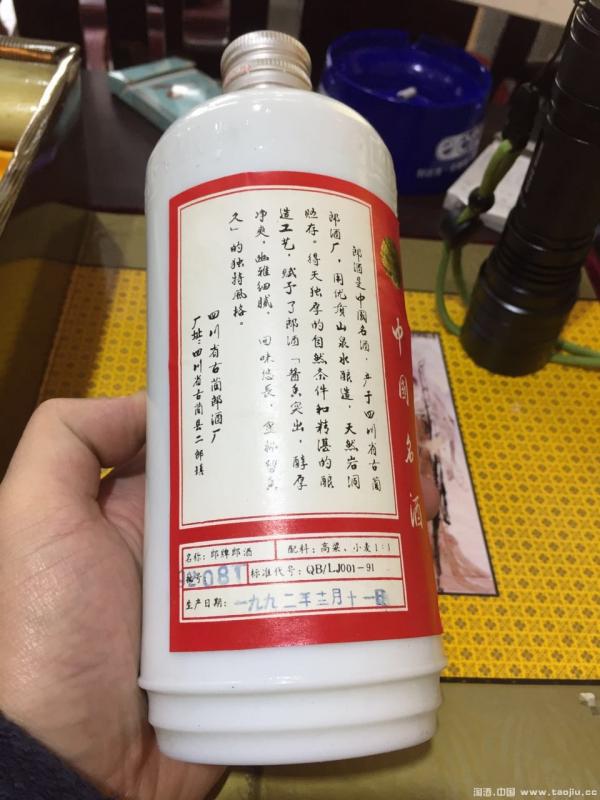 郎酒是中国名酒，产于四川省古蔺
郎酒厂，用优质山泉水酿造，天然岩洞
贮存。得天独厚的自然条件和精湛的酿
造工艺，赋予了郎酒「酱香突出，醇厚
净爽，幽雅细腻，回味悠长，空杯留香
久」的独特风格。
四川省古蔺郎酒厂
厂址：四川省古蔺县二郎镇
中国名酒
名称：郎牌郎酒 配料：高粱、小麦1:1
081 标准代号：QB/LJ001-91
生产日期：一九九二年十二月十一日
淘酒.中国 www.taojiu.cc